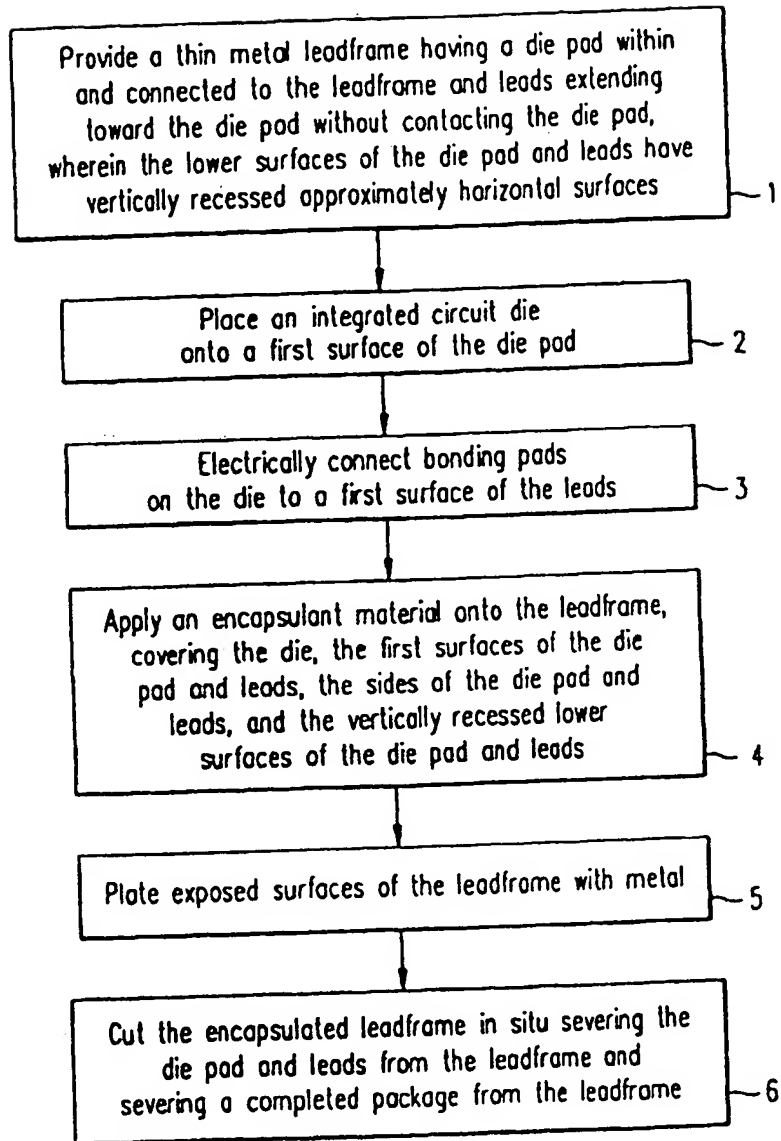 Provide a thin metal leadframe having a die pad within
and connected to the leadframe and leads extending
toward the die pad without contacting the die pad,
wherein the lower surfaces of the die pad and leads have
vertically recessed approximately horizontal surfaces
1
Place an integrated circuit die
onto a first surface of the die pad
2
Electrically connect bonding pads
on the die to a first surface of the leads
3
Apply an encapsulant material onto the leadframe,
covering the die, the first surfaces of the die
pad and leads, the sides of the die pad and
leads, and the vertically recessed lower
surfaces of the die pad and leads
4
Plate exposed surfaces of the leadframe with metal
5
Cut the encapsulated leadframe in situ severing the
die pad and leads from the leadframe and
severing a completed package from the leadframe
6